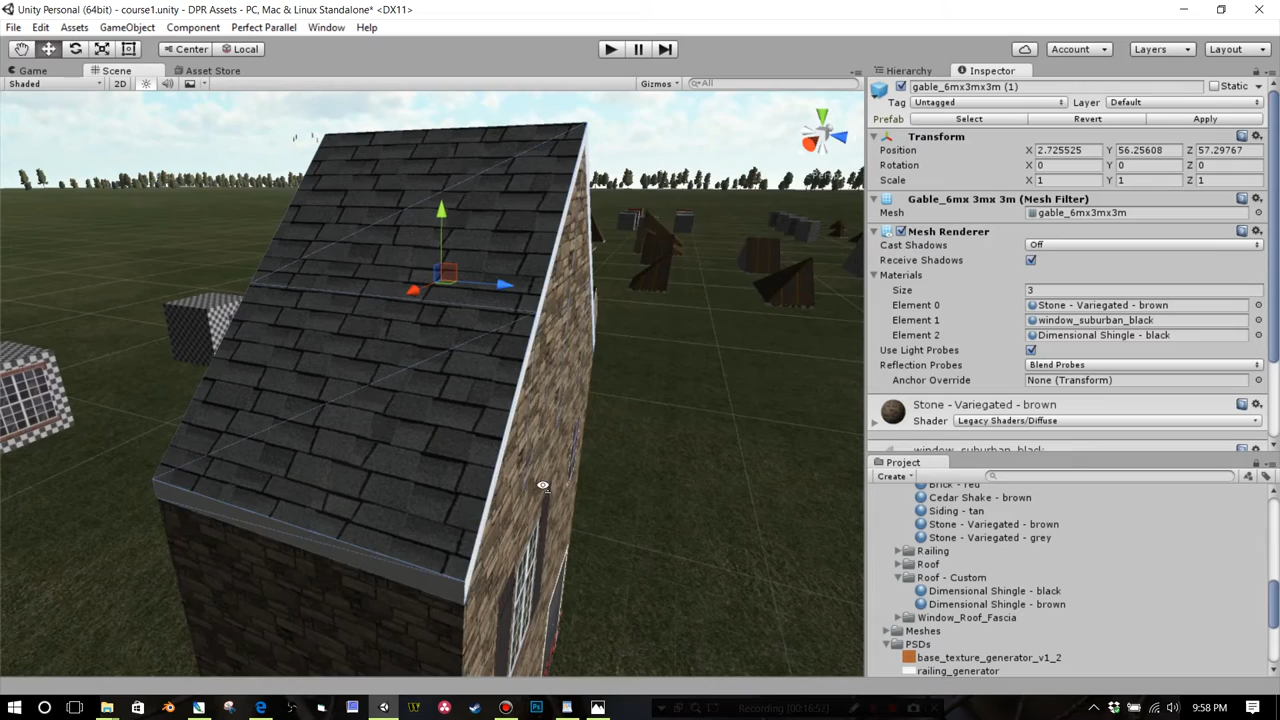 Unity Personal (64bit) - course1.unity - DPR Assets - PC, Mac & Linux Standalone* <DX11>
File Edit Assets GameObject Component Perfect Parallel Window Help
Center Local Account Layers Layout
Game Scene Asset Store
Shaded 2D Gizmos All
Hierarchy Inspector
gable_6mx3mx3m (1) Static
Tag Untagged Layer Default
Prefab Select Revert Apply
Transform
Position X 2.725525 Y 56.25608 Z 57.29767
Rotation X 0 Y 0 Z 0
Scale X 1 Y 1 Z 1
Gable_6mx 3mx 3m (Mesh Filter)
Mesh gable_6mx3mx3m
Mesh Renderer
Cast Shadows Off
Receive Shadows
Materials
Size 3
Element 0 Stone - Variegated - brown
Element 1 window_suburban_black
Element 2 Dimensional Shingle - black
Use Light Probes
Reflection Probes Blend Probes
Anchor Override None (Transform)
Stone - Variegated - brown
Shader Legacy Shaders/Diffuse
window_suburban_black
Project
Create
Brick - red
Cedar Shake - brown
Siding - tan
Stone - Variegated - brown
Stone - Variegated - grey
Railing
Roof
Roof - Custom
Dimensional Shingle - black
Dimensional Shingle - brown
Window_Roof_Fascia
Meshes
PSDs
base_texture_generator_v1_2
railing_generator
Recording [00:16:52]
9:58 PM